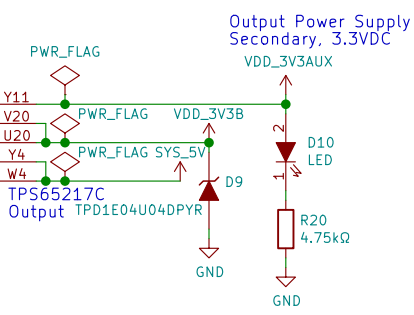 Output Power Supply
Secondary, 3.3VDC
PWR_FLAG
VDD_3V3AUX
Y11
V20
PWR_FLAG
VDD_3V3B
U20
2
D10
LED
Y4
PWR_FLAG
SYS_5V
W4
1
D9
TPS65217C
Output
TPD1E04U04DPYR
R20
4.75kΩ
GND
GND